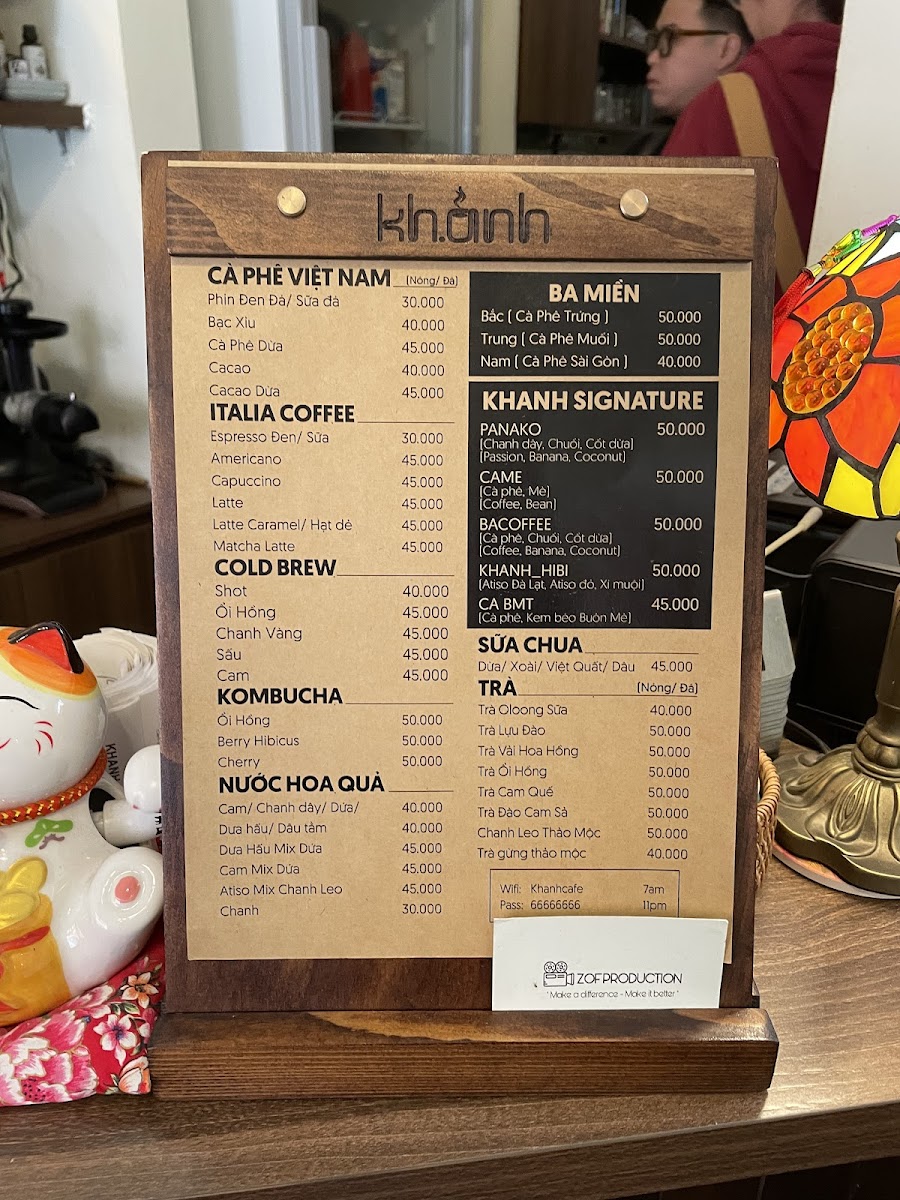 kh.ảnh
CÀ PHÊ VIỆT NAM (Nóng/ Đá)
Phin Đen Đá/ Sữa đá 30.000
Bạc Xỉu 40.000
Cà Phê Dừa 45.000
Cacao 40.000
Cacao Dừa 45.000
ITALIA COFFEE
Espresso Đen/ Sữa 30.000
Americano 45.000
Capuccino 45.000
Latte 45.000
Latte Caramel/ Hạt dẻ 45.000
Matcha Latte 45.000
COLD BREW
Shot 40.000
Ổi Hồng 45.000
Chanh Vàng 45.000
Sấu 45.000
Cam 45.000
KOMBUCHA
Ổi Hồng 50.000
Berry Hibicus 50.000
Cherry 50.000
NƯỚC HOA QUẢ
Cam/ Chanh dây/ Dứa/ 40.000
Dưa hấu/ Dâu tằm 40.000
Dưa Hấu Mix Dứa 45.000
Cam Mix Dứa 45.000
Atiso Mix Chanh Leo 45.000
Chanh 30.000
BA MIỀN
Bắc [ Cà Phê Trứng ] 50.000
Trung [ Cà Phê Muối ] 50.000
Nam [ Cà Phê Sài Gòn ] 40.000
KHANH SIGNATURE
PANAKO 50.000
[Chanh dây, Chuối, Cốt dừa]
[Passion, Banana, Coconut]
CAME 50.000
[Cà phê, Mè]
[Coffee, Bean]
BACOFFEE 50.000
[Cà phê, Chuối, Cốt dừa]
[Coffee, Banana, Coconut]
KHANH_HIBI 50.000
[Atiso Đà Lạt, Atiso đỏ, Xí muội]
CA BMT 45.000
[Cà phê, Kem béo Buôn Mê]
SỮA CHUA
Dừa/ Xoài/ Việt Quất/ Dâu 45.000
TRÀ (Nóng/ Đá)
Trà Oloong Sữa 40.000
Trà Lựu Đào 50.000
Trà Vải Hoa Hồng 50.000
Trà Ổi Hồng 50.000
Trà Cam Quế 50.000
Trà Đào Cam Sả 50.000
Chanh Leo Thảo Mộc 50.000
Trà gừng thảo mộc 40.000
Wifi: Khanhcafe 7am
Pass: 66666666 11pm
ZOF PRODUCTION
"Make a difference - Make it better"